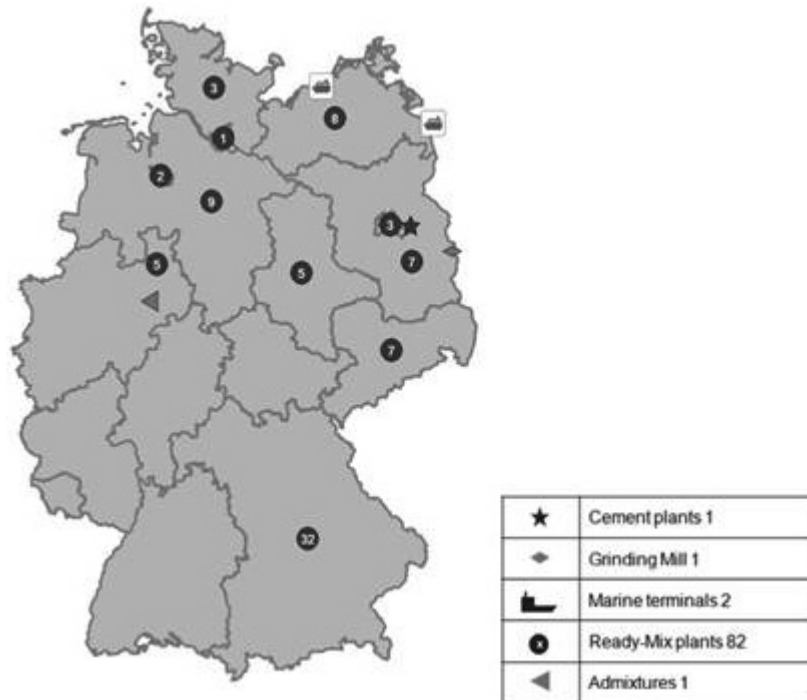 3
8
1
2
9
3
5
7
5
7
32
Cement plants 1
Grinding Mill 1
Marine terminals 2
x Ready-Mix plants 82
Admixtures 1